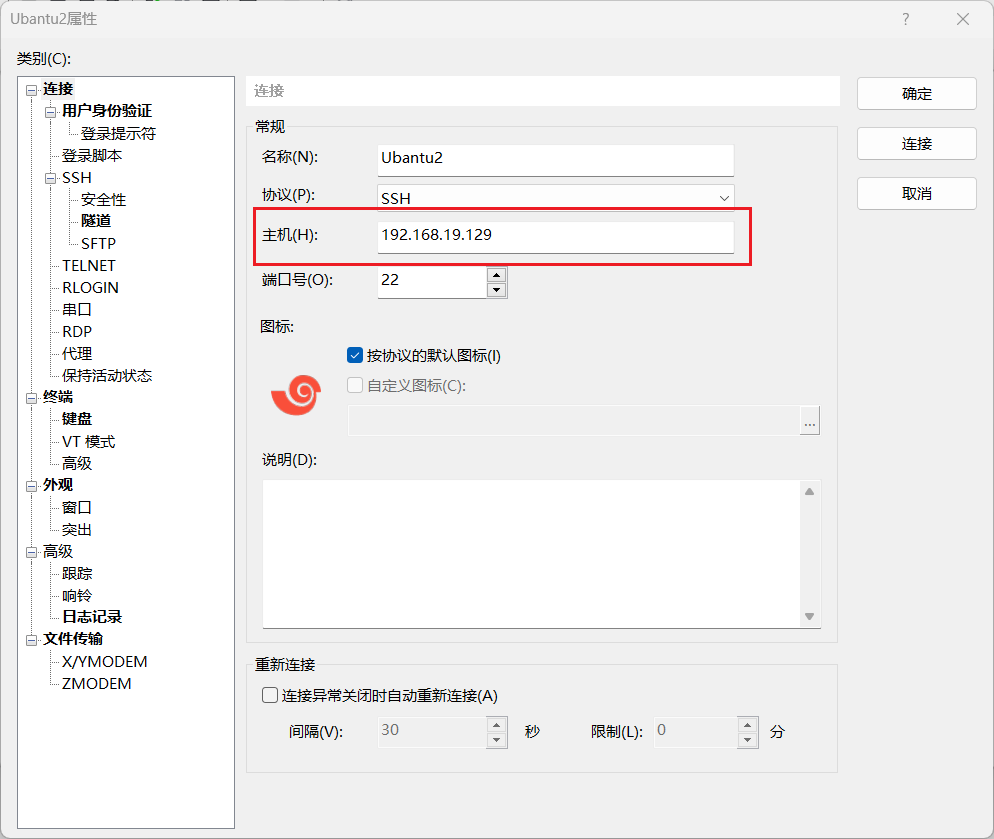 Ubantu2属性
?
类别(C):
连接
用户身份验证
登录提示符
登录脚本
SSH
安全性
隧道
SFTP
TELNET
RLOGIN
串口
RDP
代理
保持活动状态
终端
键盘
VT 模式
高级
外观
窗口
突出
高级
跟踪
响铃
日志记录
文件传输
X/YMODEM
ZMODEM
连接
常规
名称(N): Ubantu2
协议(P): SSH
主机(H): 192.168.19.129
端口号(O): 22
图标:
按协议的默认图标(I)
自定义图标(C):
...
说明(D):
重新连接
连接异常关闭时自动重新连接(A)
间隔(V): 30 秒 限制(L): 0 分
确定
连接
取消